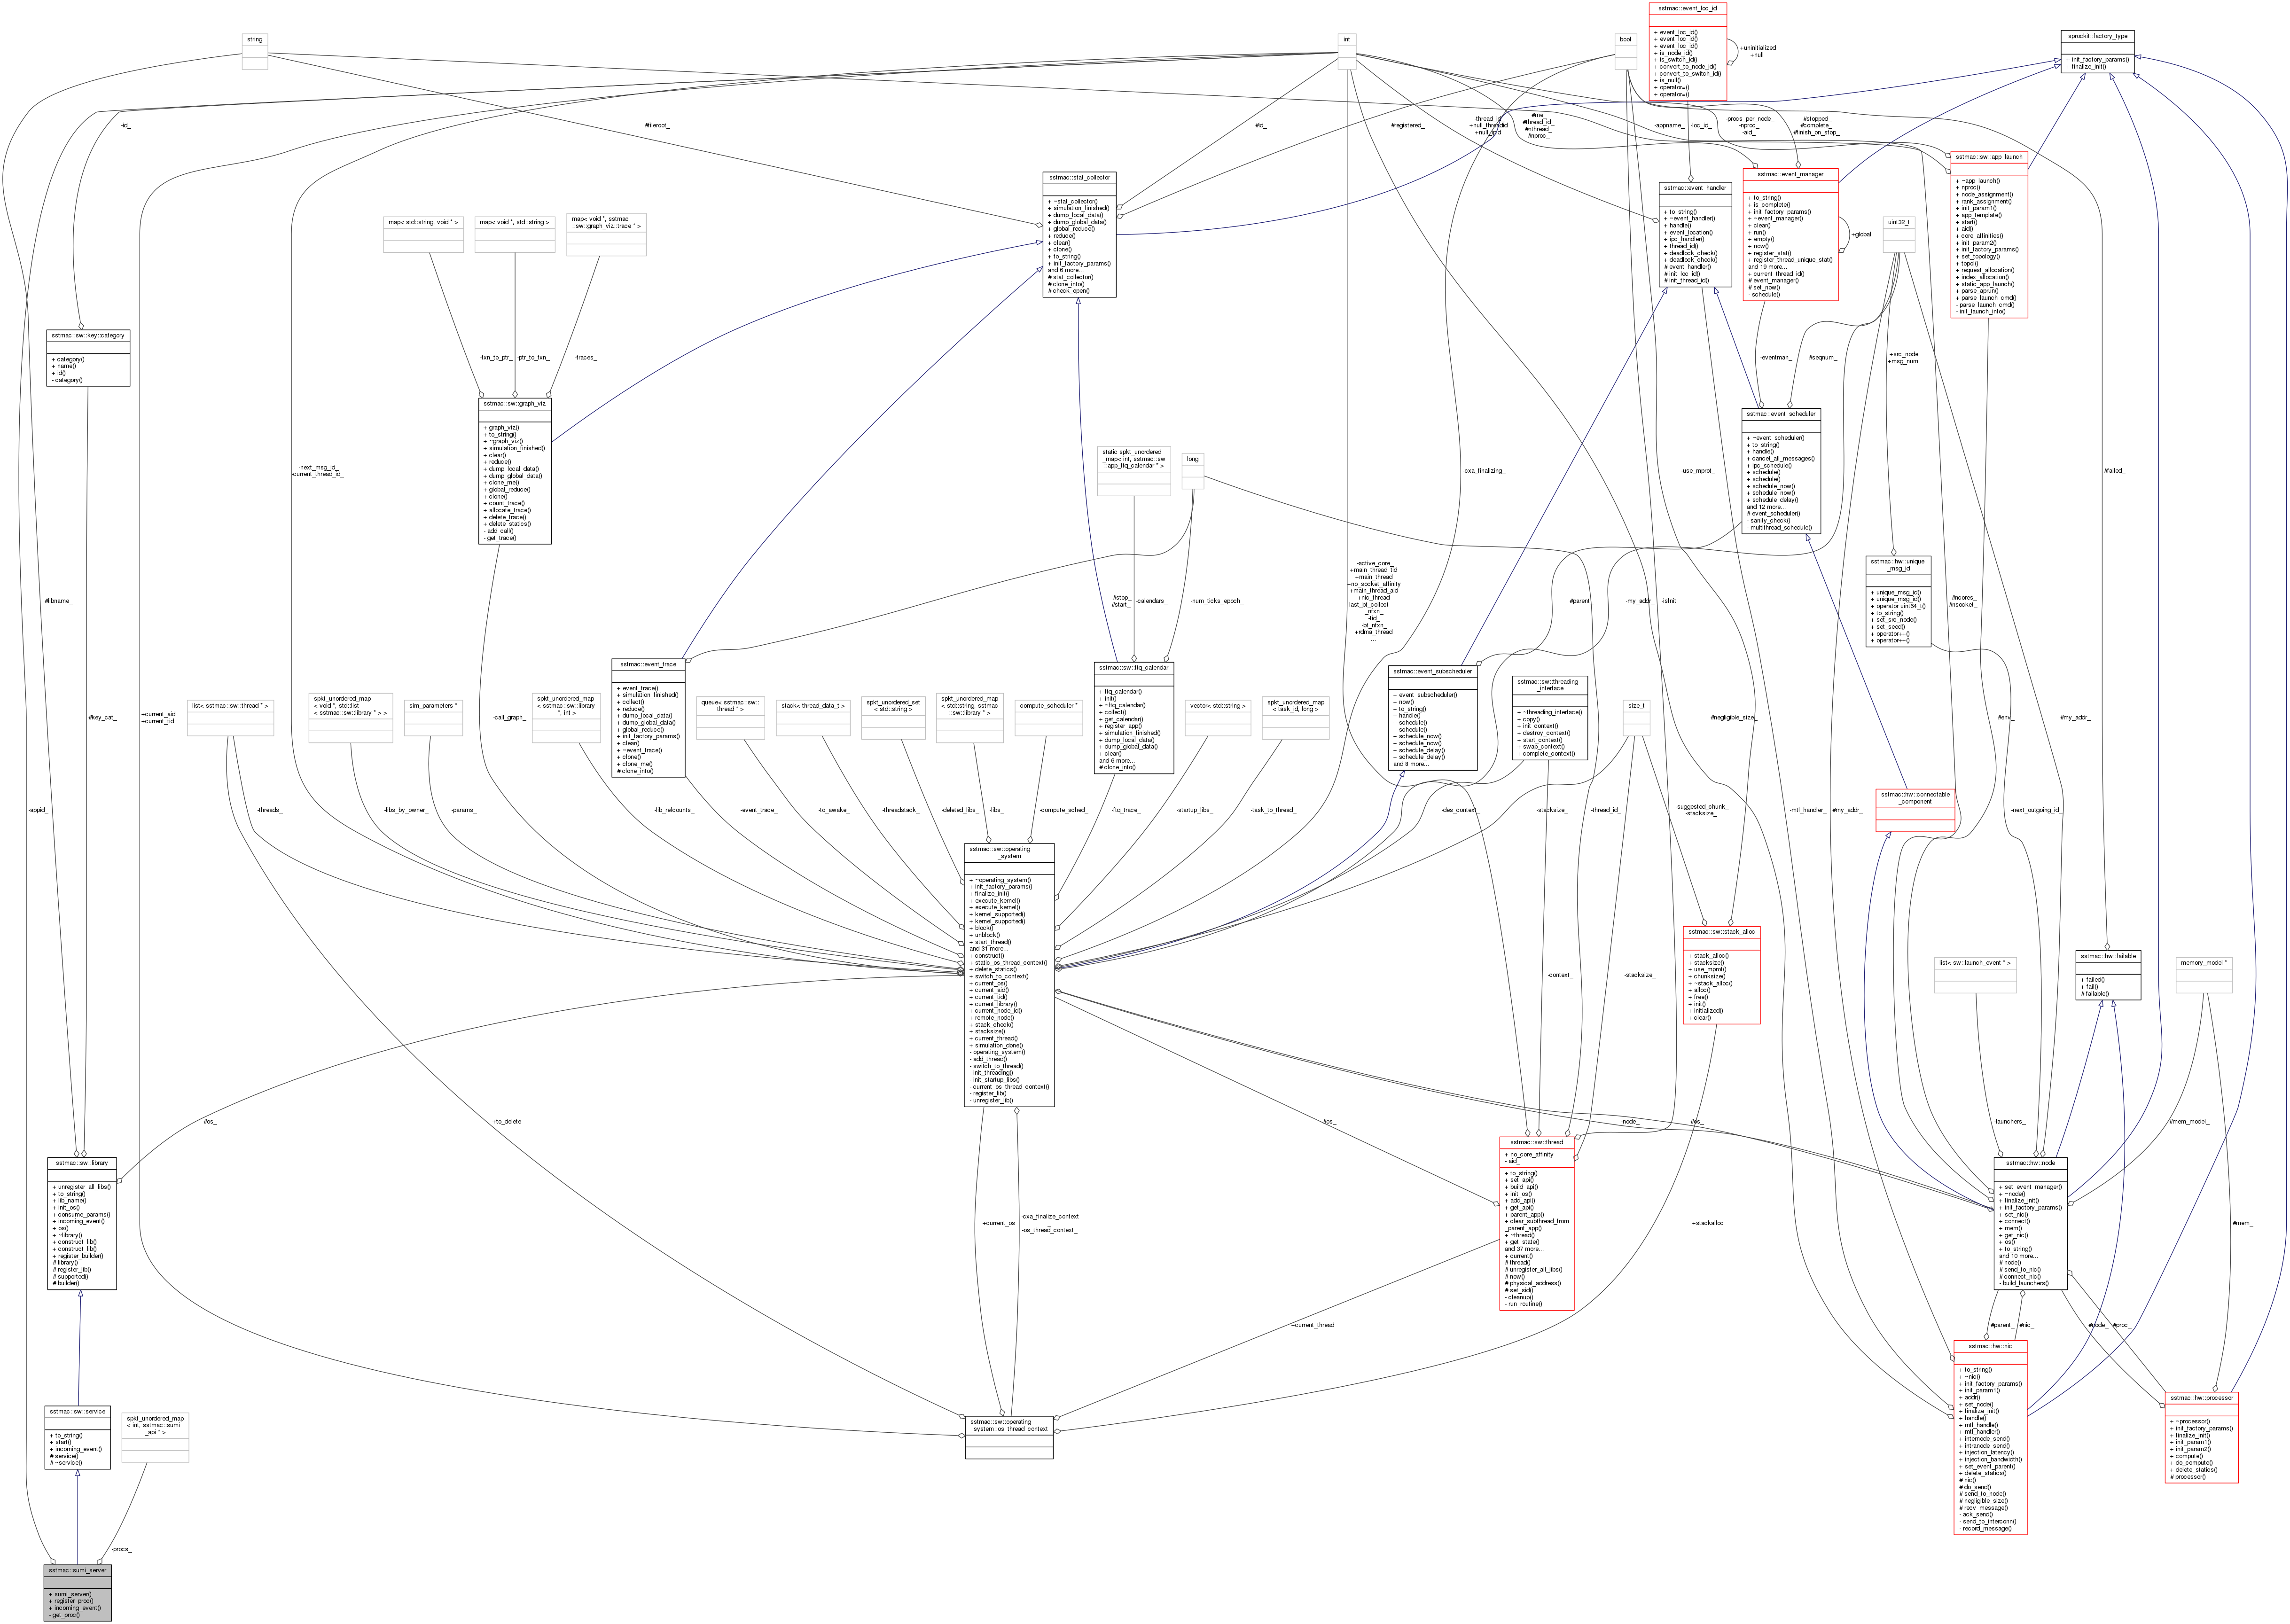 sstmac::event_loc_id
+ event_loc_id()
+ event_loc_id()
+ event_loc_id()
+ is_node_id()
+ is_switch_id()
+ convert_to_node_id()
+ convert_to_switch_id()
+ is_null()
+ operator=()
+ operator=()
+uninitialized
+null
string
int
bool
sprockit::factory_type
+ init_factory_params()
+ finalize_init()
-id_
#fileroot_
#id_
#registered_
-thread_id_
+null_threadid
-loc_id_
#me_
#thread_id_
#nthread_
#nproc_
-appname_
-procs_per_node_
-nproc_
-aid_
#stopped_
#complete_
#finish_on_stop_
sstmac::sw::app_launch
+ ~app_launch()
+ nproc()
+ node_assignment()
+ rank_assignment()
+ init_param1()
+ app_template()
+ start()
+ aid()
+ core_affinities()
+ init_param2()
+ init_factory_params()
+ set_topology()
+ topol()
+ request_allocation()
+ index_allocation()
+ static_app_launch()
+ parse_aprun()
+ parse_launch_cmd()
- parse_launch_cmd()
- init_launch_info()
sstmac::stat_collector
+ ~stat_collector()
+ simulation_finished()
+ dump_local_data()
+ dump_global_data()
+ global_reduce()
+ reduce()
+ clear()
+ clone()
+ to_string()
+ init_factory_params()
and 6 more...
# stat_collector()
# clone_into()
# check_open()
sstmac::event_handler
+ to_string()
+ ~event_handler()
+ handle()
+ event_location()
+ ipc_handler()
+ thread_id()
+ deadlock_check()
+ deadlock_check()
# event_handler()
# init_loc_id()
# init_thread_id()
sstmac::event_manager
+ to_string()
+ is_complete()
+ init_factory_params()
+ ~event_manager()
+ clear()
+ run()
+ empty()
+ now()
+ register_stat()
+ register_thread_unique_stat()
and 19 more...
+ current_thread_id()
# event_manager()
# set_now()
- schedule()
+global
uint32_t
map< std::string, void * >
map< void *, std::string >
map< void *, sstmac
::sw::graph_viz::trace * >
sstmac::sw::key::category
+ category()
+ name()
+ id()
- category()
-fxn_to_ptr_
-ptr_to_fxn_
-traces_
-eventman_
#seqnum_
+src_node
+msg_num
sstmac::sw::graph_viz
+ graph_viz()
+ to_string()
+ ~graph_viz()
+ simulation_finished()
+ clear()
+ reduce()
+ dump_local_data()
+ dump_global_data()
+ clone_me()
+ global_reduce()
+ clone()
+ count_trace()
+ allocate_trace()
+ delete_trace()
+ delete_statics()
- add_call()
- get_trace()
sstmac::event_scheduler
+ ~event_scheduler()
+ to_string()
+ handle()
+ cancel_all_messages()
+ ipc_schedule()
+ schedule()
+ schedule()
+ schedule_now()
+ schedule_now()
+ schedule_delay()
and 12 more...
# event_scheduler()
- sanity_check()
- multithread_schedule()
static spkt_unordered
_map< int, sstmac::sw
::app_ftq_calendar * >
long
-next_msg_id_
-current_thread_id_
-cxa_finalizing_
-use_mprot_
#failed_
sstmac::hw::unique
_msg_id
+ unique_msg_id()
+ unique_msg_id()
+ operator uint64_t()
+ to_string()
+ set_src_node()
+ set_seed()
+ operator++()
+ operator++()
#libname_
#stop_
#start_
-calendars_
-num_ticks_epoch_
-active_core_
+main_thread_tid
+main_thread
+no_socket_affinity
+main_thread_aid
+nic_thread
-last_bt_collect
_nfxn_
-tid_
-bt_nfxn_
+rdma_thread
...
#parent_
-my_addr_
-isInit
#ncores_
#nsocket_
sstmac::event_trace
+ event_trace()
+ simulation_finished()
+ collect()
+ reduce()
+ dump_local_data()
+ dump_global_data()
+ global_reduce()
+ init_factory_params()
+ clear()
+ ~event_trace()
+ clone()
+ clone_me()
# clone_into()
sstmac::sw::ftq_calendar
+ ftq_calendar()
+ init()
+ ~ftq_calendar()
+ collect()
+ get_calendar()
+ register_app()
+ simulation_finished()
+ dump_local_data()
+ dump_global_data()
+ clear()
and 6 more...
# clone_into()
sstmac::event_subscheduler
+ event_subscheduler()
+ now()
+ to_string()
+ handle()
+ schedule()
+ schedule()
+ schedule_now()
+ schedule_now()
+ schedule_delay()
+ schedule_delay()
and 8 more...
sstmac::sw::threading
_interface
+ ~threading_interface()
+ copy()
+ init_context()
+ destroy_context()
+ start_context()
+ swap_context()
+ complete_context()
size_t
#key_cat_
+current_aid
+current_tid
list< sstmac::sw::thread * >
spkt_unordered_map
< void *, std::list
< sstmac::sw::library * > >
sim_parameters *
-call_graph_
spkt_unordered_map
< sstmac::sw::library
*, int >
queue< sstmac::sw::
thread * >
stack< thread_data_t >
spkt_unordered_set
< std::string >
spkt_unordered_map
< std::string, sstmac
::sw::library * >
compute_scheduler *
vector< std::string >
spkt_unordered_map
< task_id, long >
#negligible_size_
#env_
#my_addr_
sstmac::hw::connectable
_component
-appid_
-threads_
-libs_by_owner_
-params_
-lib_refcounts_
-event_trace_
-to_awake_
-threadstack_
-deleted_libs_
-libs_
-compute_sched_
-ftq_trace_
-startup_libs_
-task_to_thread_
-des_context_
-stacksize_
-thread_id_
-suggested_chunk_
-stacksize_
-mtl_handler_
#my_addr_
-next_outgoing_id_
sstmac::sw::operating
_system
+ ~operating_system()
+ init_factory_params()
+ finalize_init()
+ execute_kernel()
+ execute_kernel()
+ kernel_supported()
+ kernel_supported()
+ block()
+ unblock()
+ start_thread()
and 31 more...
+ construct()
+ static_os_thread_context()
+ delete_statics()
+ switch_to_context()
+ current_os()
+ current_aid()
+ current_tid()
+ current_library()
+ current_node_id()
+ remote_node()
+ stack_check()
+ stacksize()
+ current_thread()
+ simulation_done()
- operating_system()
- add_thread()
- switch_to_thread()
- init_threading()
- init_startup_libs()
- current_os_thread_context()
- register_lib()
- unregister_lib()
sstmac::sw::stack_alloc
+ stack_alloc()
+ stacksize()
+ use_mprot()
+ chunksize()
+ ~stack_alloc()
+ alloc()
+ free()
+ init()
+ initialized()
+ clear()
list< sw::launch_event * >
sstmac::hw::failable
+ failed()
+ fail()
# failable()
memory_model *
-context_
-stacksize_
#os_
+to_delete
#os_
-node_
#os_
-launchers_
#mem_model_
sstmac::sw::library
+ unregister_all_libs()
+ to_string()
+ lib_name()
+ init_os()
+ consume_params()
+ incoming_event()
+ os()
+ ~library()
+ construct_lib()
+ construct_lib()
+ register_builder()
# library()
# register_lib()
# supported()
# builder()
sstmac::sw::thread
+ no_core_affinity
- aid_
+ to_string()
+ set_api()
+ build_api()
+ init_os()
+ add_api()
+ get_api()
+ parent_app()
+ clear_subthread_from
_parent_app()
+ ~thread()
+ get_state()
and 37 more...
+ current()
# thread()
# unregister_all_libs()
# now()
# physical_address()
# set_sid()
- cleanup()
- run_routine()
sstmac::hw::node
+ set_event_manager()
+ ~node()
+ finalize_init()
+ init_factory_params()
+ set_nic()
+ connect()
+ mem()
+ get_nic()
+ os()
+ to_string()
and 10 more...
# node()
# send_to_nic()
# connect_nic()
- build_launchers()
+current_os
-cxa_finalize_context
_
-os_thread_context_
+stackalloc
#mem_
+current_thread
#parent_
#nic_
#node_
#proc_
sstmac::hw::nic
+ to_string()
+ ~nic()
+ init_factory_params()
+ init_param1()
+ addr()
+ set_node()
+ finalize_init()
+ handle()
+ mtl_handle()
+ mtl_handler()
+ internode_send()
+ intranode_send()
+ injection_latency()
+ injection_bandwidth()
+ set_event_parent()
+ delete_statics()
# nic()
# do_send()
# send_to_node()
# negligible_size()
# recv_message()
- ack_send()
- send_to_interconn()
- record_message()
sstmac::hw::processor
+ ~processor()
+ init_factory_params()
+ finalize_init()
+ init_param1()
+ init_param2()
+ compute()
+ do_compute()
+ delete_statics()
# processor()
sstmac::sw::service
+ to_string()
+ start()
+ incoming_event()
# service()
# ~service()
spkt_unordered_map
< int, sstmac::sumi
_api * >
sstmac::sw::operating
_system::os_thread_context
-procs_
sstmac::sumi_server
+ sumi_server()
+ register_proc()
+ incoming_event()
- get_proc()